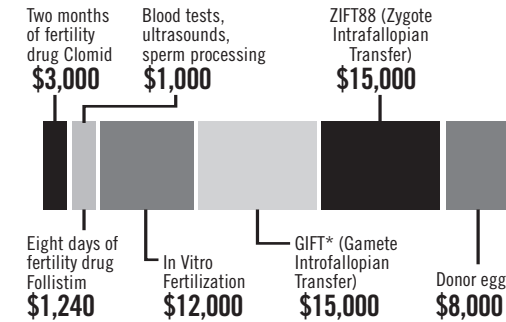 Two months
of fertility
drug Clomid
$3,000
Blood tests,
ultrasounds,
sperm processing
$1,000
ZIFT88 (Zygote
Intrafallopian
Transfer)
$15,000
Eight days of
fertility drug
Follistim
$1,240
In Vitro
Fertilization
$12,000
GIFT* (Gamete
Introfallopian
Transfer)
$15,000
Donor egg
$8,000